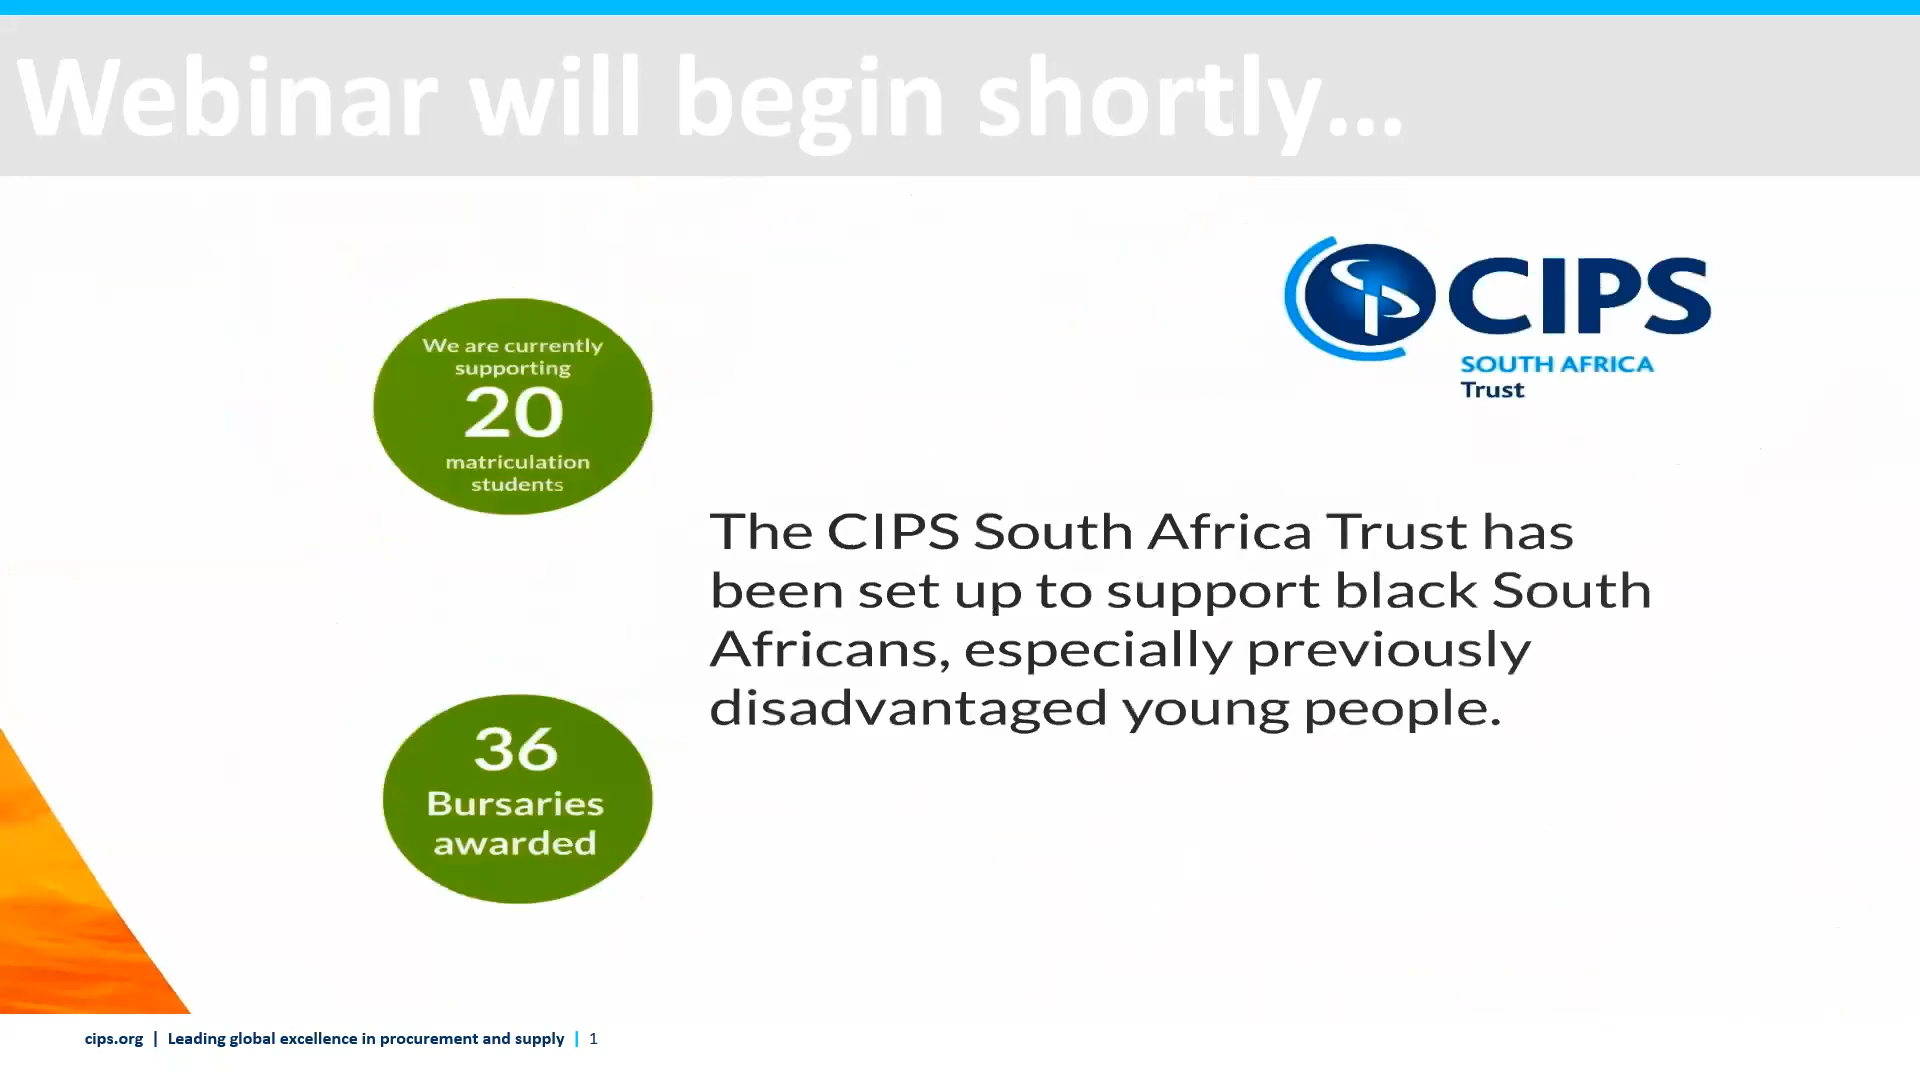 Webinar will begin shortly...
CIPS
SOUTH AFRICA
Trust
We are currently
supporting
20
matriculation
students
The CIPS South Africa Trust has
been set up to support black South
Africans, especially previously
disadvantaged young people.
36
Bursaries
awarded
cips.org | Leading global excellence in procurement and supply | 1